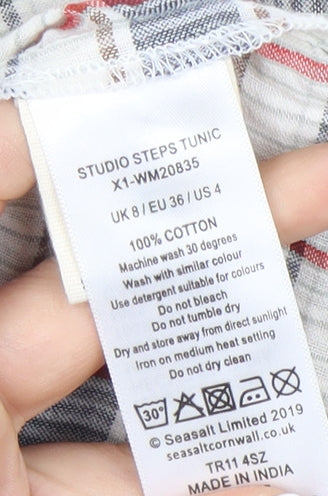 STUDIO STEPS TUNIC
X1-WM20835
UK 8 / EU 36 / US 4
100% COTTON
Machine wash 30 degrees
Wash with similar colour
Use detergent suitable for colours
Do not bleach
Do not tumble dry
Dry and store away from direct sunlight
Iron on medium heat setting
Do not dry clean
30°
© Seasalt Limited 2019
seasaltcornwall.co.uk
TR11 4SZ
MADE IN INDIA